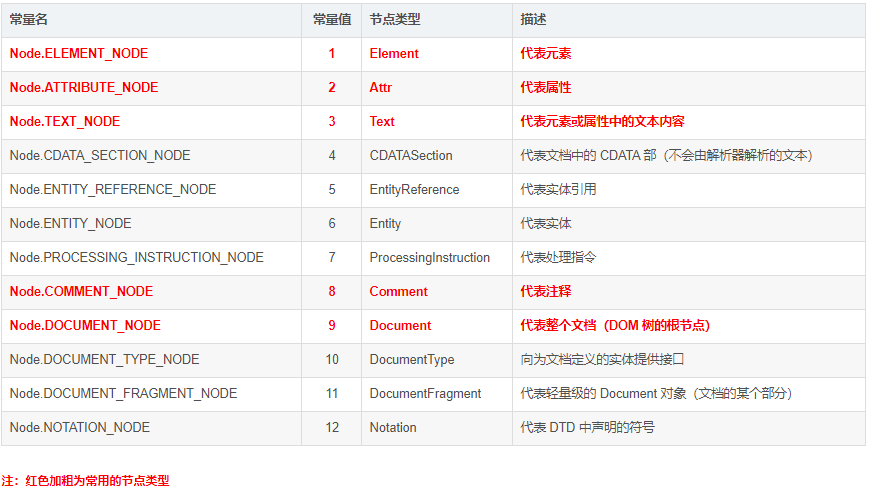 常量名 常量值 节点类型 描述
Node.ELEMENT_NODE 1 Element 代表元素
Node.ATTRIBUTE_NODE 2 Attr 代表属性
Node.TEXT_NODE 3 Text 代表元素或属性中的文本内容
Node.CDATA_SECTION_NODE 4 CDATASection 代表文档中的 CDATA 部（不会由解析器解析的文本）
Node.ENTITY_REFERENCE_NODE 5 EntityReference 代表实体引用
Node.ENTITY_NODE 6 Entity 代表实体
Node.PROCESSING_INSTRUCTION_NODE 7 ProcessingInstruction 代表处理指令
Node.COMMENT_NODE 8 Comment 代表注释
Node.DOCUMENT_NODE 9 Document 代表整个文档（DOM 树的根节点）
Node.DOCUMENT_TYPE_NODE 10 DocumentType 向为文档定义的实体提供接口
Node.DOCUMENT_FRAGMENT_NODE 11 DocumentFragment 代表轻量级的 Document 对象（文档的某个部分）
Node.NOTATION_NODE 12 Notation 代表 DTD 中声明的符号
注：红色加粗为常用的节点类型